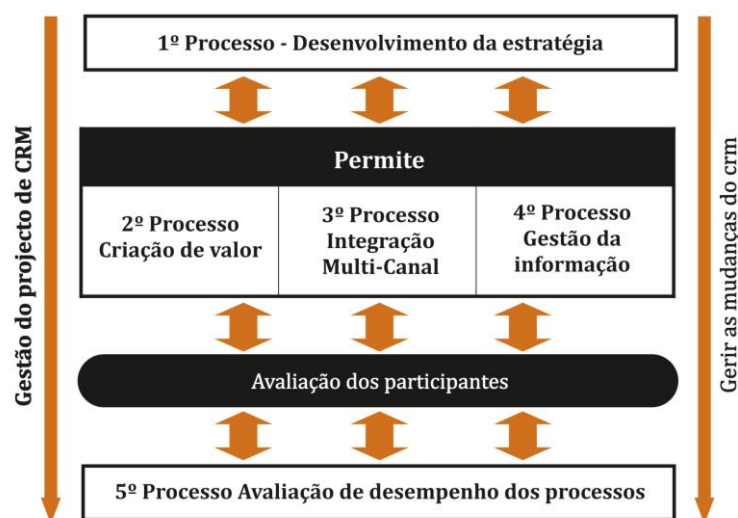 1º Processo - Desenvolvimento da estratégia
Gestão do projecto de CRM
Permite
2º Processo
Criação de valor
3º Processo
Integração
Multi-Canal
4º Processo
Gestão da
informação
Gerir as mudanças do crm
Avaliação dos participantes
5º Processo Avaliação de desempenho dos processos